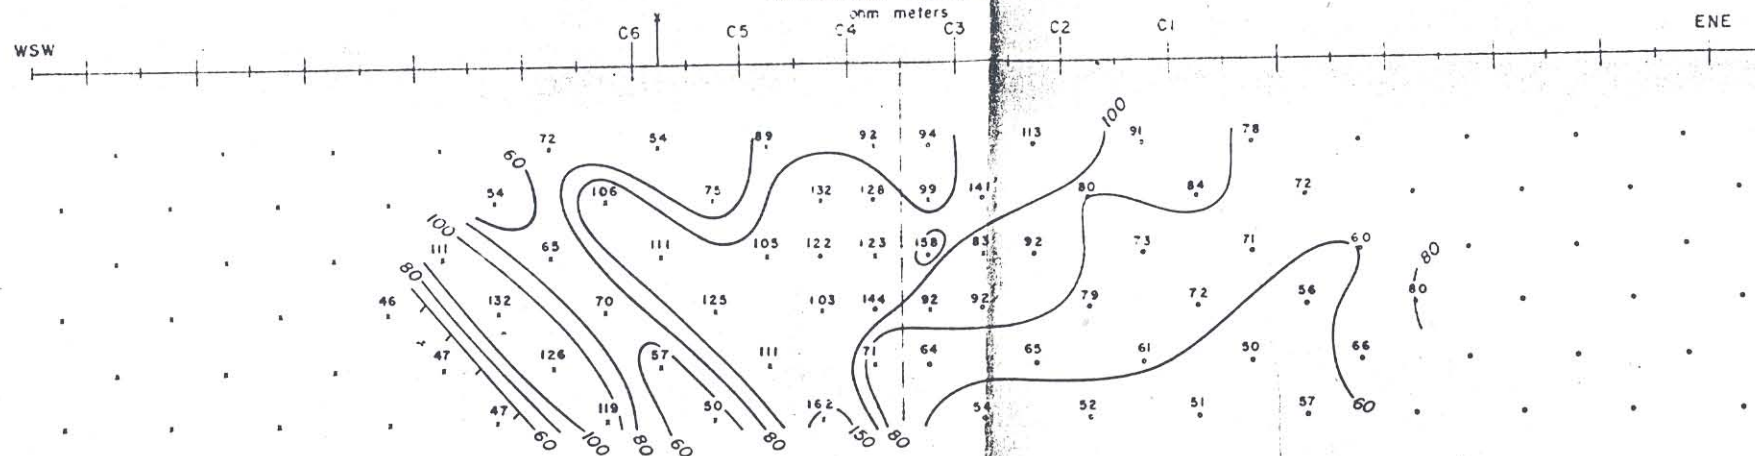 ohm meters
WSW C6 C5 C4 C3 C2 C1 ENE
100
72 54 89 92 94 113 91 78
60
54 106 75 132 128 99 141 80 84 72
100
111 65 111 105 122 123 158 83 92 73 71 60 80
80
46 132 70 125 103 144 92 92 79 72 56 80
47 126 57 111 71 64 65 61 50 66
47 119 50 162 54 52 51 57 60
60 100 80 60 80 150 80